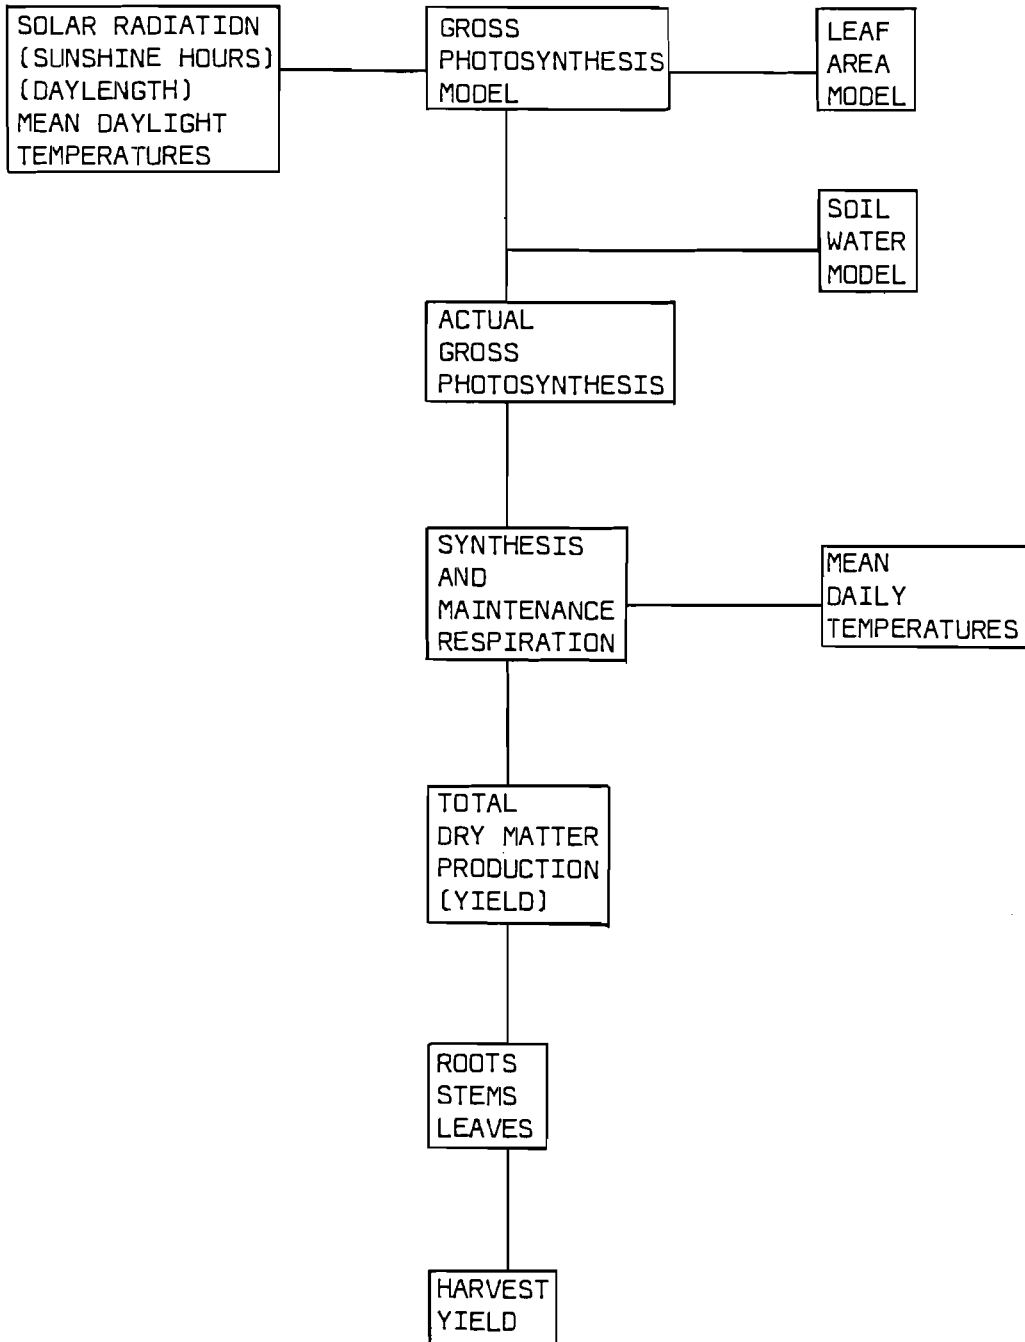 SOLAR RADIATION
(SUNSHINE HOURS)
(DAYLENGTH)
MEAN DAYLIGHT
TEMPERATURES
GROSS
PHOTOSYNTHESIS
MODEL
LEAF
AREA
MODEL
SOIL
WATER
MODEL
ACTUAL
GROSS
PHOTOSYNTHESIS
SYNTHESIS
AND
MAINTENANCE
RESPIRATION
MEAN
DAILY
TEMPERATURES
TOTAL
DRY MATTER
PRODUCTION
(YIELD)
ROOTS
STEMS
LEAVES
HARVEST
YIELD